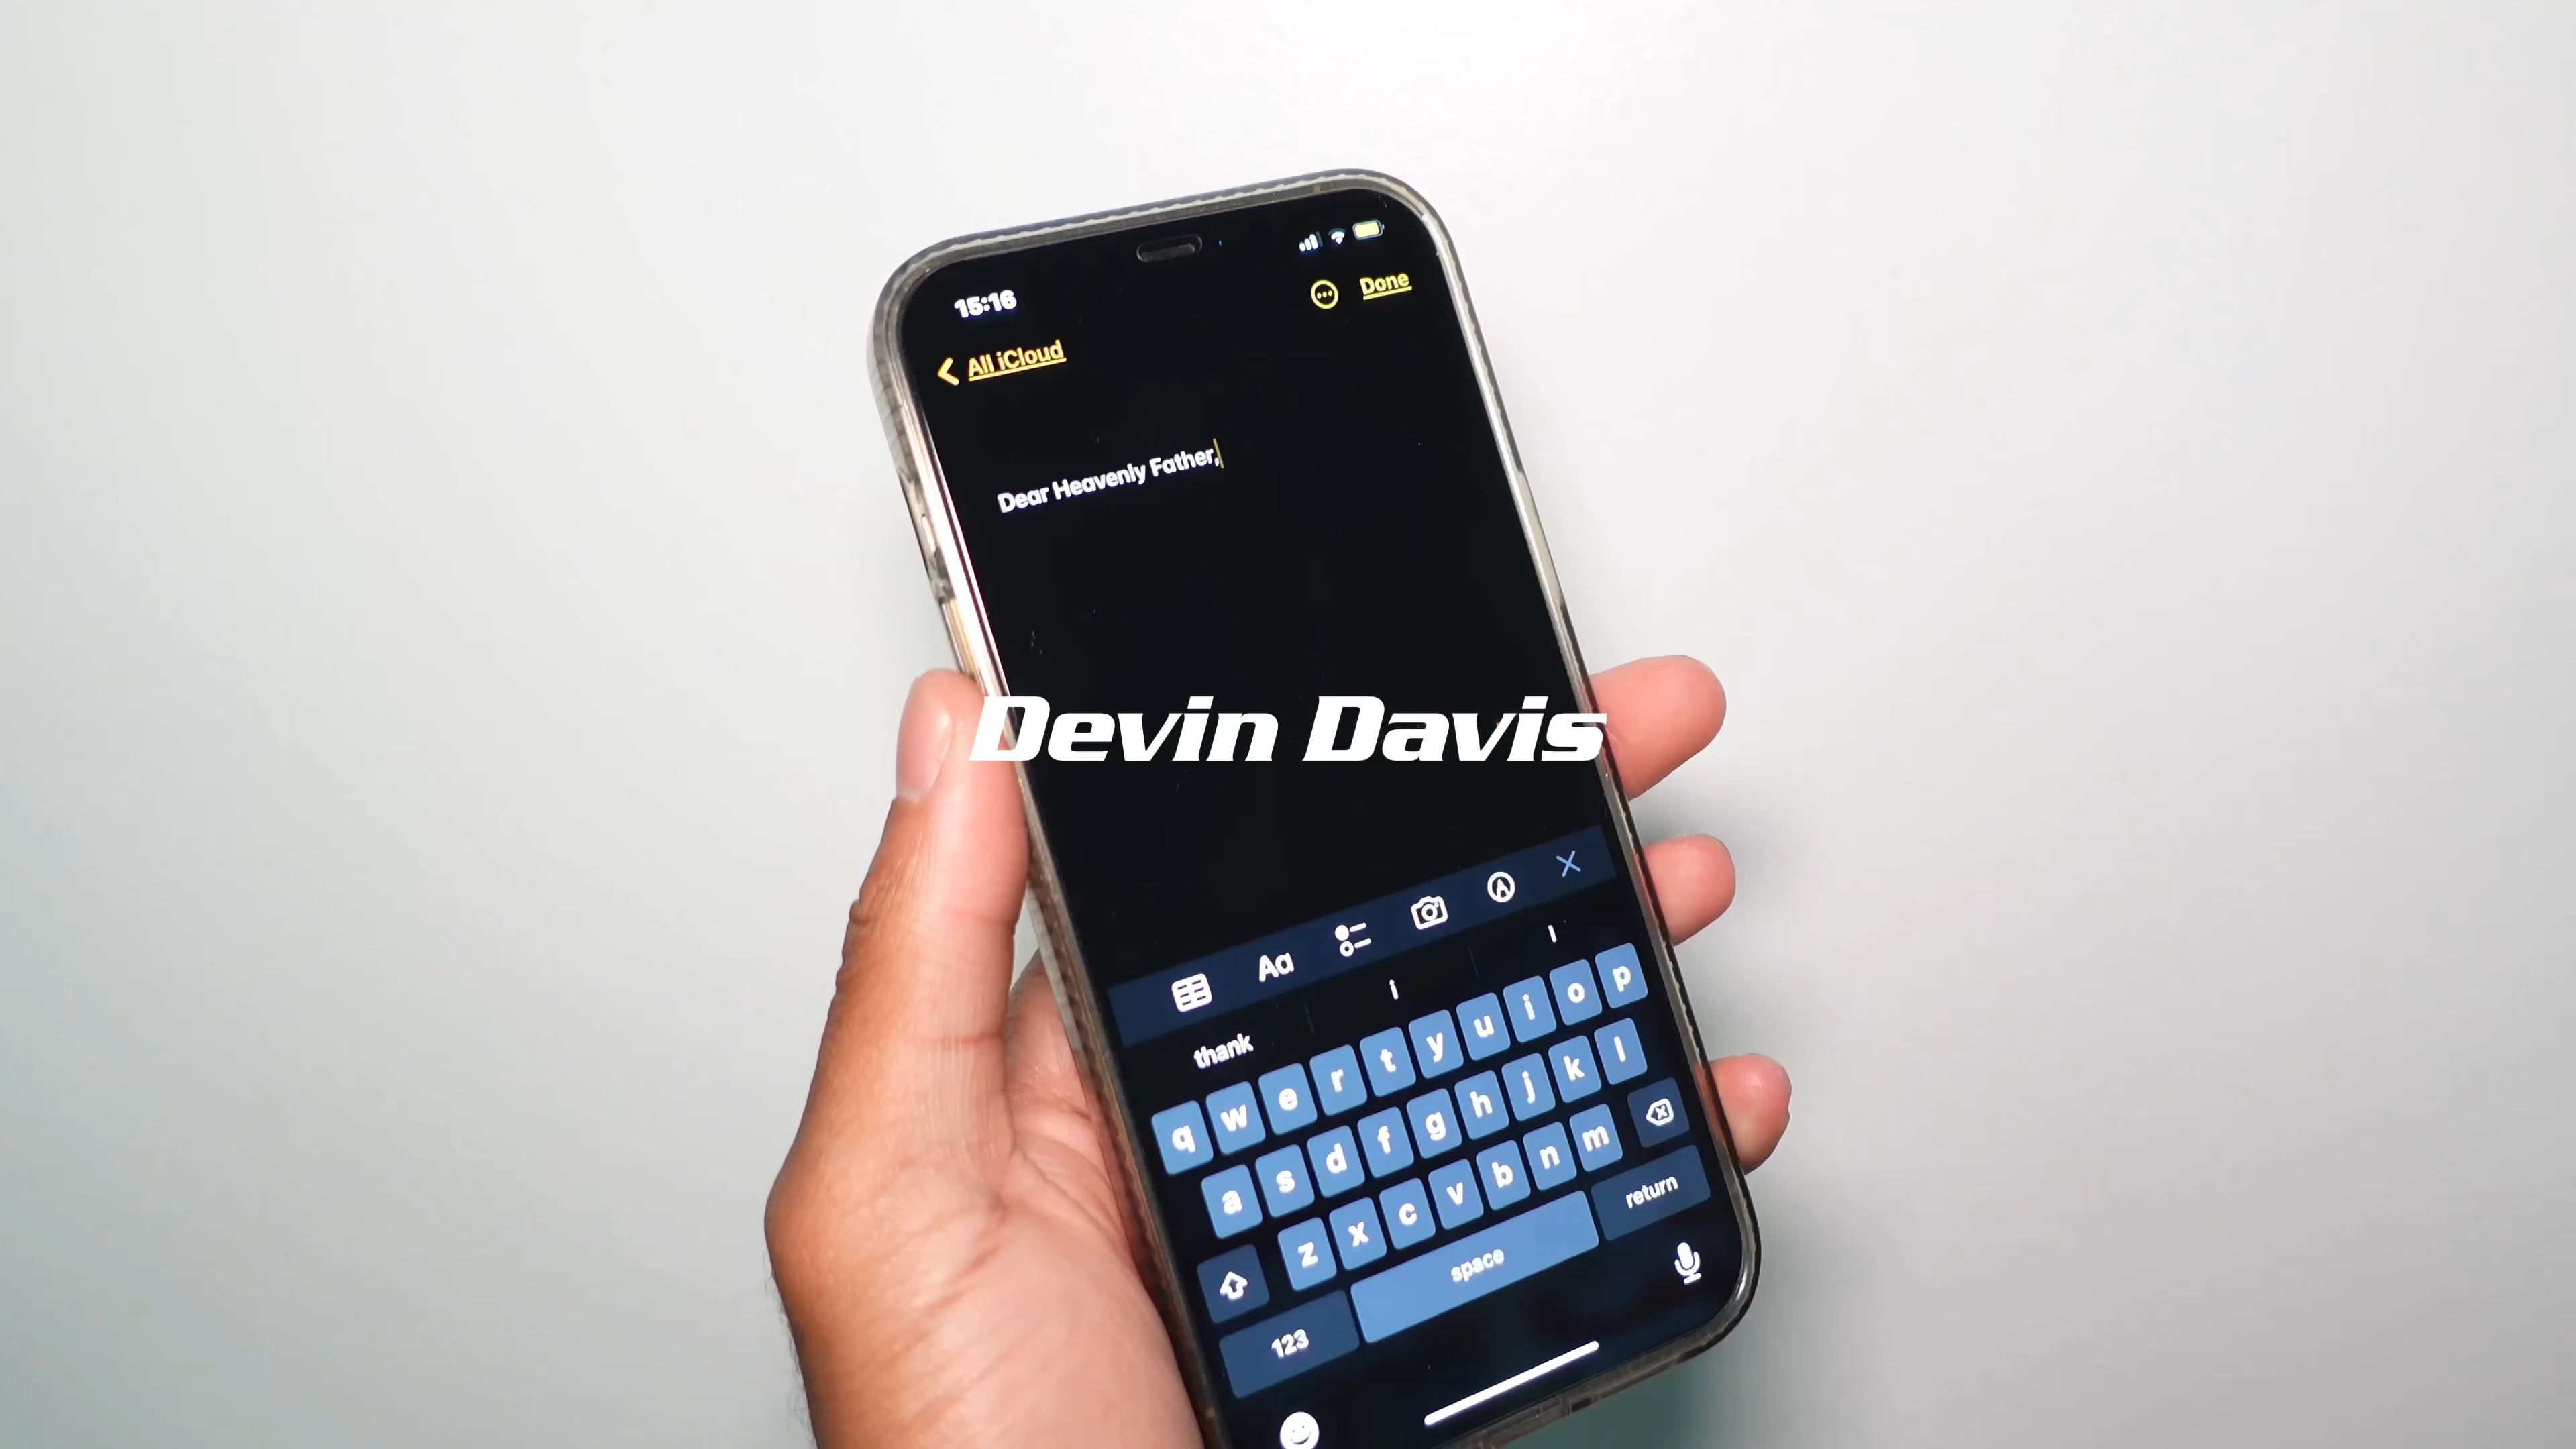 15:16
Done
All iCloud
Dear Heavenly Father,
Devin Davis
Aa
thank
i
I
q w e r t y u i o p
a s d f g h j k l
z x c v b n m
123
space
return